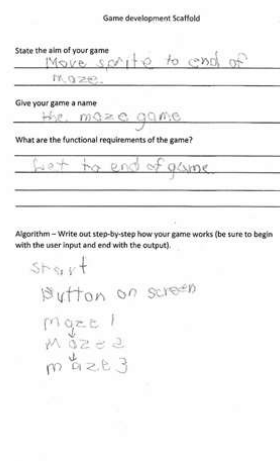 Game development Scaffold
State the aim of your game
Move sprite to end of
maze.
Give your game a name
the maze game
What are the functional requirements of the game?
Get to end of game
Algorithm – Write out step-by-step how your game works (be sure to begin
with the user input and end with the output).
Start
Button on screen
maze 1
Maze 2
maze 3